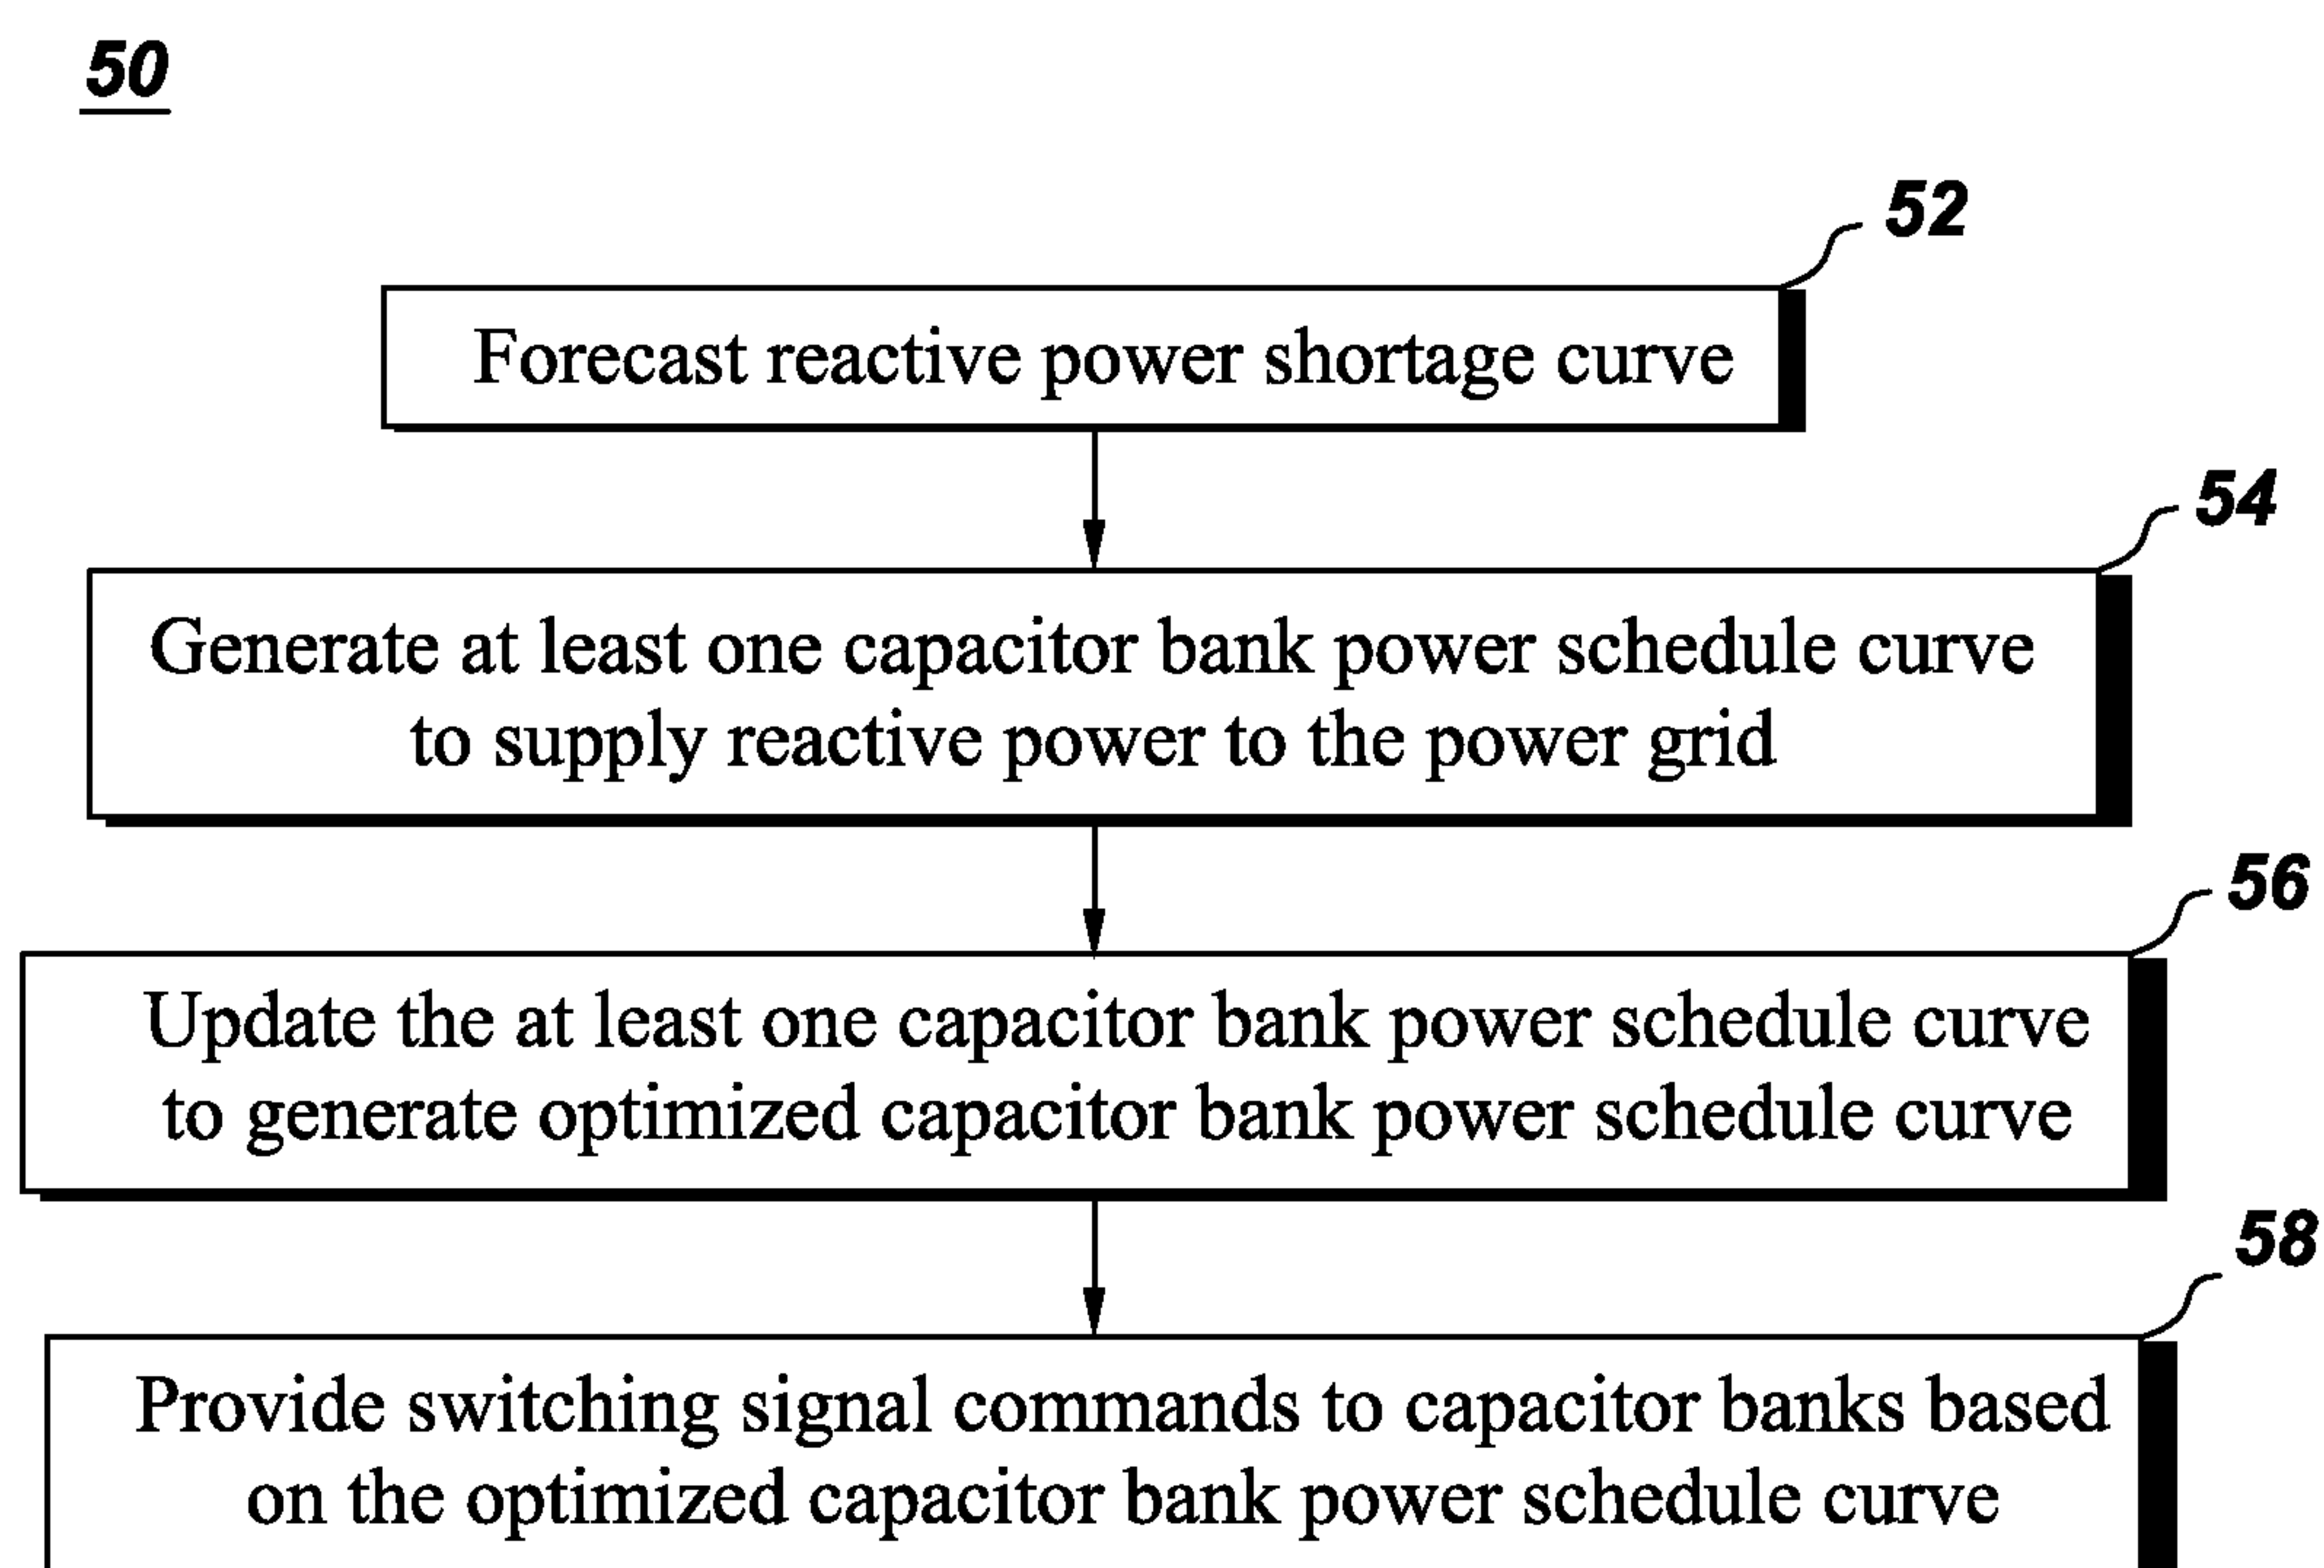 50
52
Forecast reactive power shortage curve
54
Generate at least one capacitor bank power schedule curve
to supply reactive power to the power grid
56
Update the at least one capacitor bank power schedule curve
to generate optimized capacitor bank power schedule curve
58
Provide switching signal commands to capacitor banks based
on the optimized capacitor bank power schedule curve